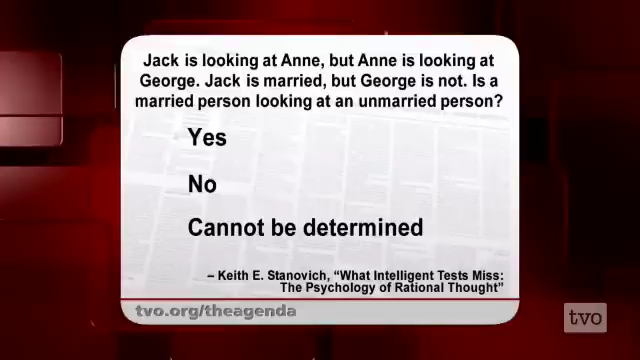 Jack is looking at Anne, but Anne is looking at
George. Jack is married, but George is not. Is a
married person looking at an unmarried person?
Yes
No
Cannot be determined
– Keith E. Stanovich, “What Intelligent Tests Miss:
The Psychology of Rational Thought”
tvo.org/theagenda
tvo